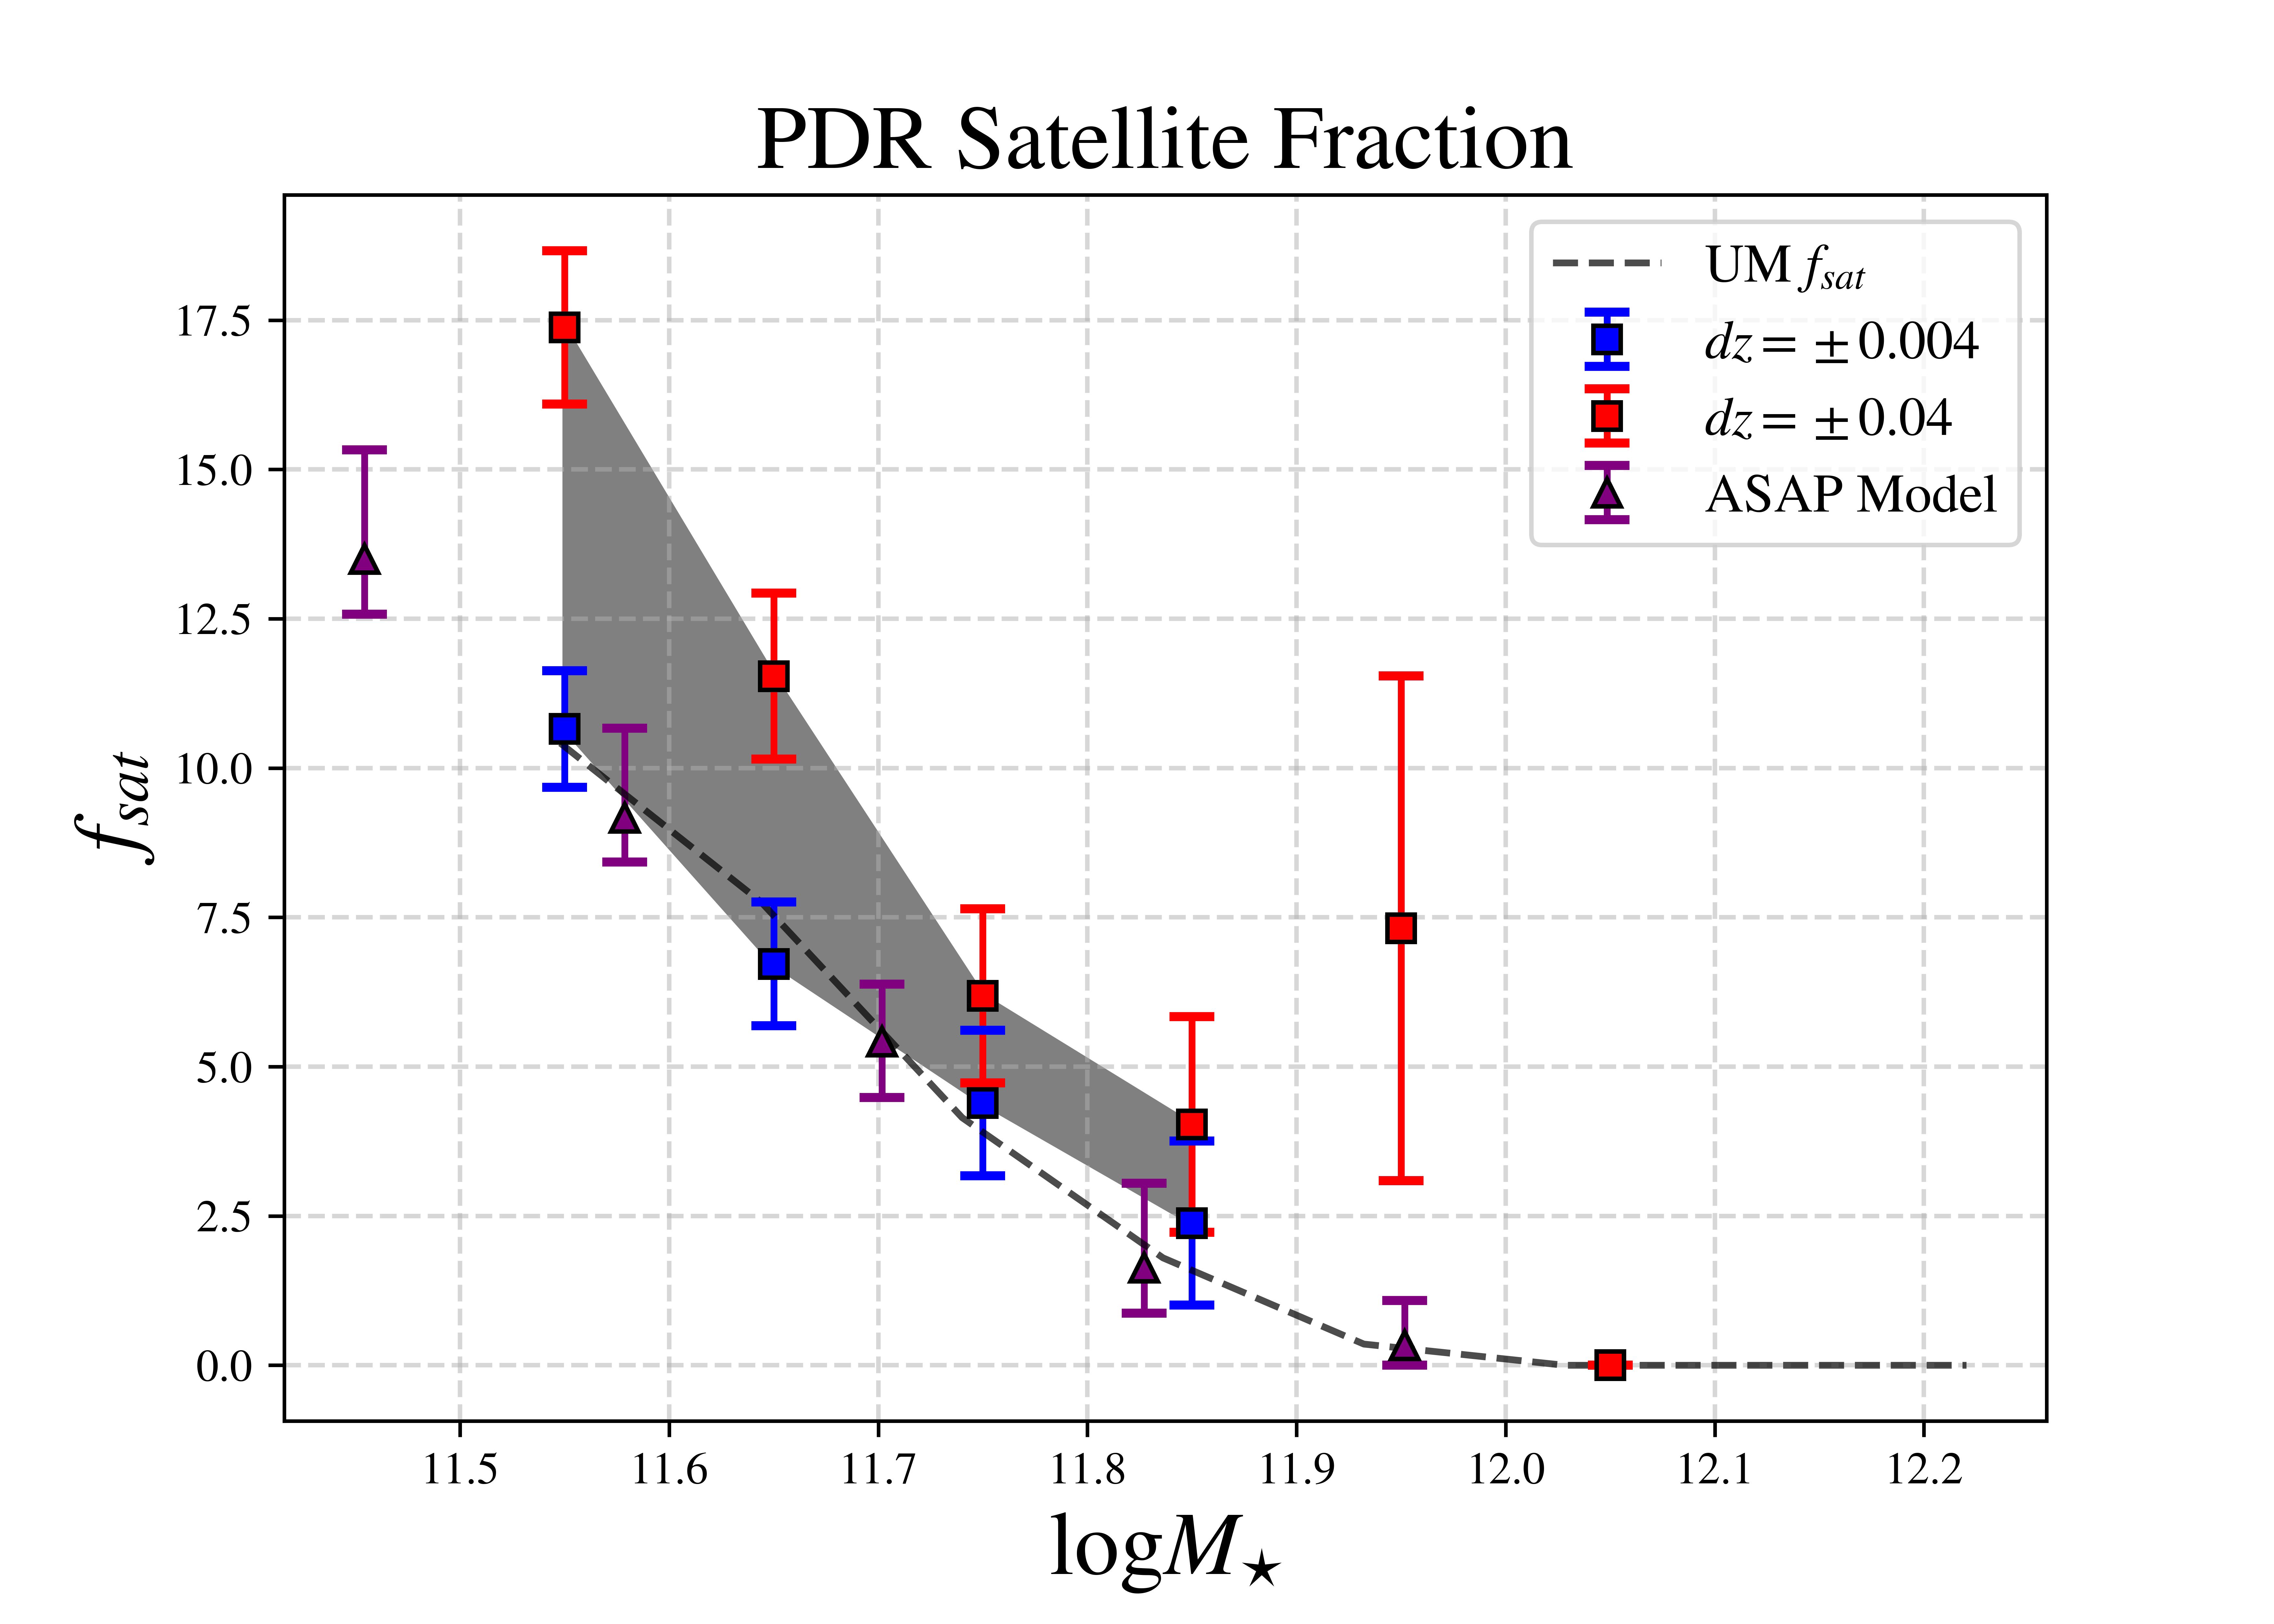 PDR Satellite Fraction
UM f_sat
dz = ±0.004
dz = ±0.04
ASAP Model
17.5
15.0
12.5
10.0
7.5
5.0
2.5
0.0
f_sat
11.5 11.6 11.7 11.8 11.9 12.0 12.1 12.2
logM★